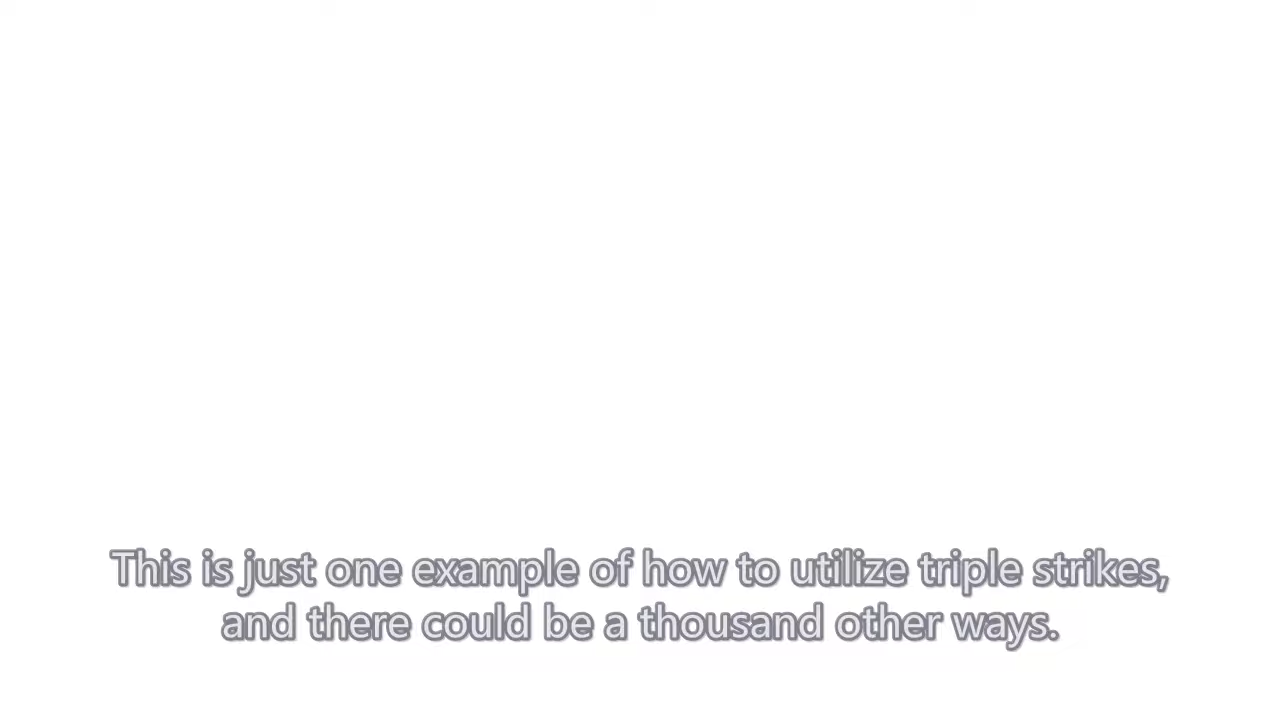 This is just one example of how to utilize triple strikes,
and there could be a thousand other ways.